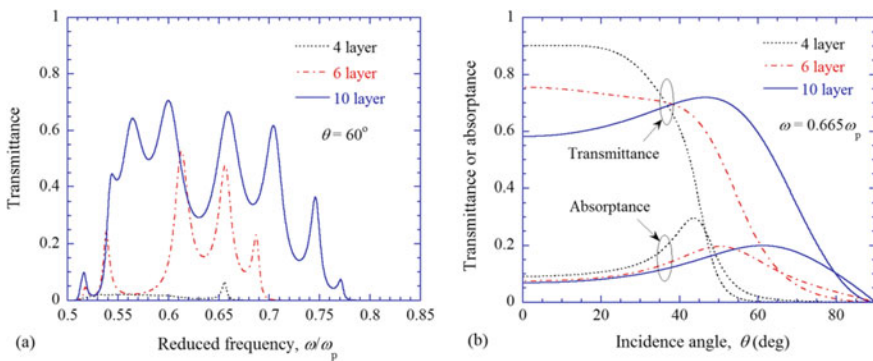 1
0.8
0.6
0.4
0.2
0
Transmittance
4 layer
6 layer
10 layer
θ = 60°
0.5 0.55 0.6 0.65 0.7 0.75 0.8 0.85
(a)
Reduced frequency, ω/ωp
1
0.8
0.6
0.4
0.2
0
Transmittance or absorptance
4 layer
6 layer
10 layer
ω = 0.665ωp
Transmittance
Absorptance
0 20 40 60 80
(b)
Incidence angle, θ (deg)